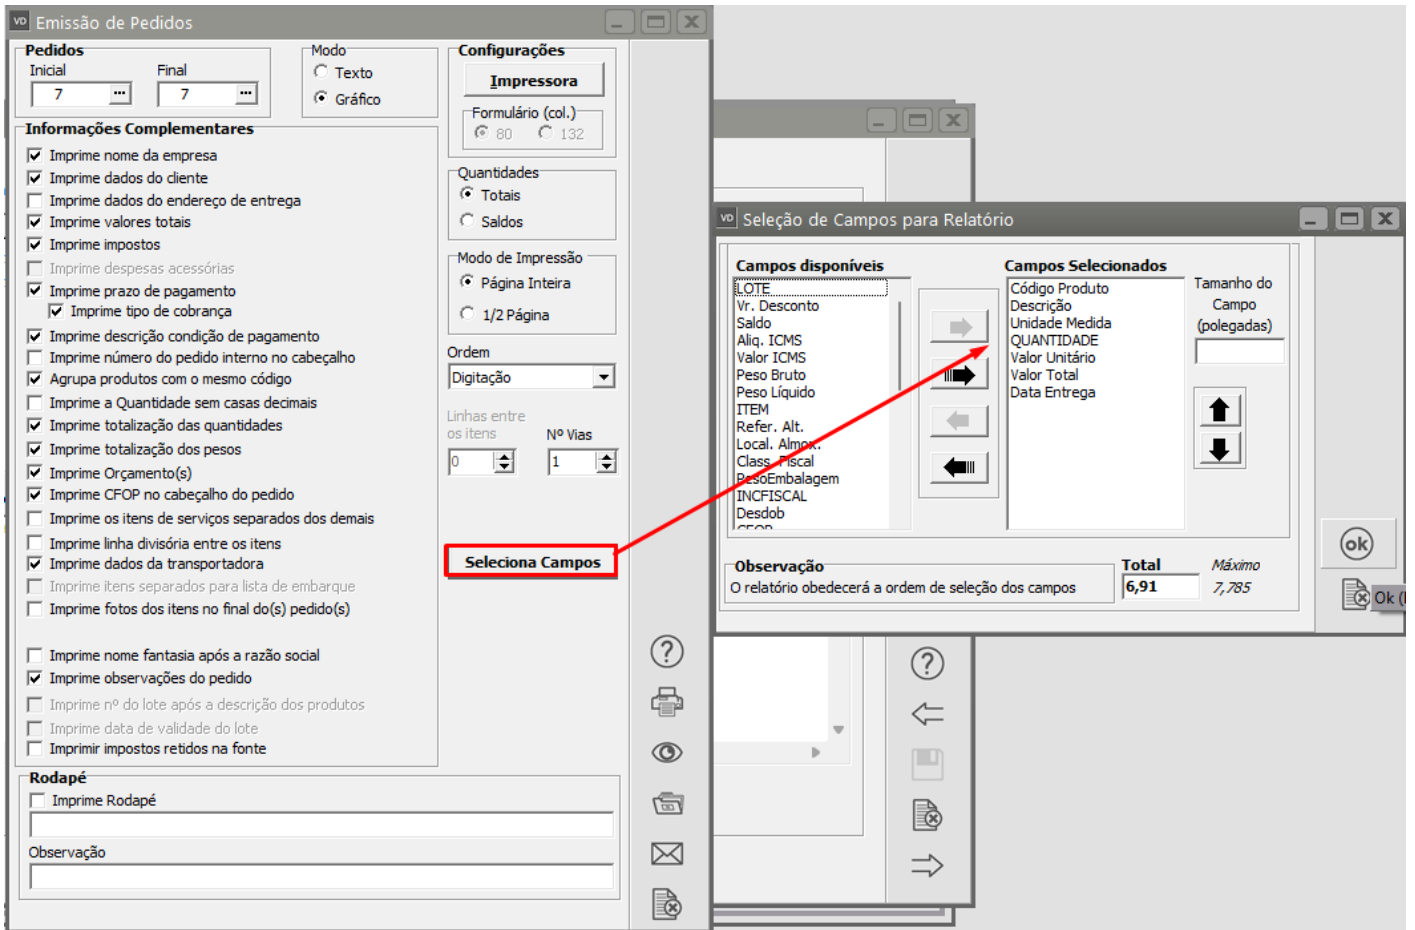 VD Emissão de Pedidos
Pedidos
Inicial Final
7 ... 7 ...
Modo
Texto
Gráfico
Configurações
Impressora
Formulário (col.)
80 132
Informações Complementares
Imprime nome da empresa
Imprime dados do cliente
Imprime dados do endereço de entrega
Imprime valores totais
Imprime impostos
Imprime despesas acessórias
Imprime prazo de pagamento
Imprime tipo de cobrança
Imprime descrição condição de pagamento
Imprime número do pedido interno no cabeçalho
Agrupa produtos com o mesmo código
Imprime a Quantidade sem casas decimais
Imprime totalização das quantidades
Imprime totalização dos pesos
Imprime Orçamento(s)
Imprime CFOP no cabeçalho do pedido
Imprime os itens de serviços separados dos demais
Imprime linha divisória entre os itens
Imprime dados da transportadora
Imprime itens separados para lista de embarque
Imprime fotos dos itens no final do(s) pedido(s)
Imprime nome fantasia após a razão social
Imprime observações do pedido
Imprime nº do lote após a descrição dos produtos
Imprime data de validade do lote
Imprimir impostos retidos na fonte
Quantidades
Totais
Saldos
Modo de Impressão
Página Inteira
1/2 Página
Ordem
Digitação
Linhas entre
os itens Nº Vias
0 1
Seleciona Campos
Rodapé
Imprime Rodapé
Observação
VD Seleção de Campos para Relatório
Campos disponíveis
LOTE
Vr. Desconto
Saldo
Aliq. ICMS
Valor ICMS
Peso Bruto
Peso Líquido
ITEM
Refer. Alt.
Local. Almox.
Class. Fiscal
PesoEmbalagem
INCFISCAL
Desdob
CFOP
Campos Selecionados
Código Produto
Descrição
Unidade Medida
QUANTIDADE
Valor Unitário
Valor Total
Data Entrega
Tamanho do
Campo
(polegadas)
Observação
O relatório obedecerá a ordem de seleção dos campos
Total Máximo
6,91 7,785
ok
Ok (